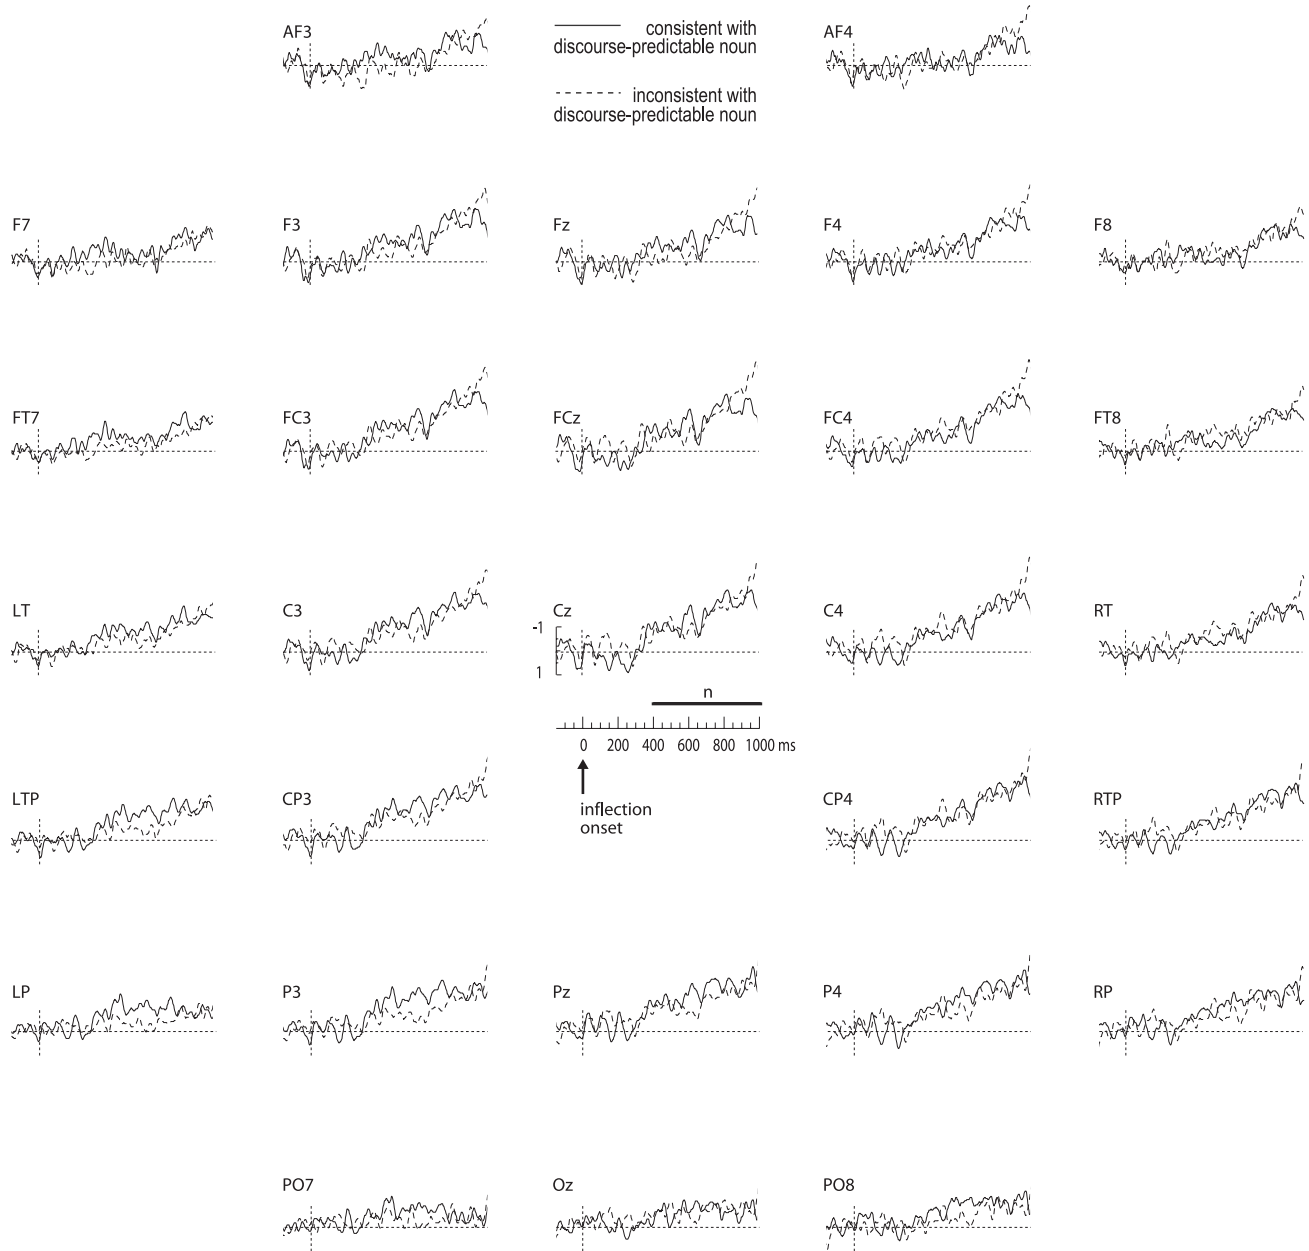 AF3
consistent with
discourse-predictable noun
inconsistent with
discourse-predictable noun
AF4
F7
F3
Fz
F4
F8
FT7
FC3
FCz
FC4
FT8
LT
C3
Cz
C4
RT
-1
1
n
0 200 400 600 800 1000 ms
inflection
onset
LTP
CP3
CP4
RTP
LP
P3
Pz
P4
RP
PO7
Oz
PO8